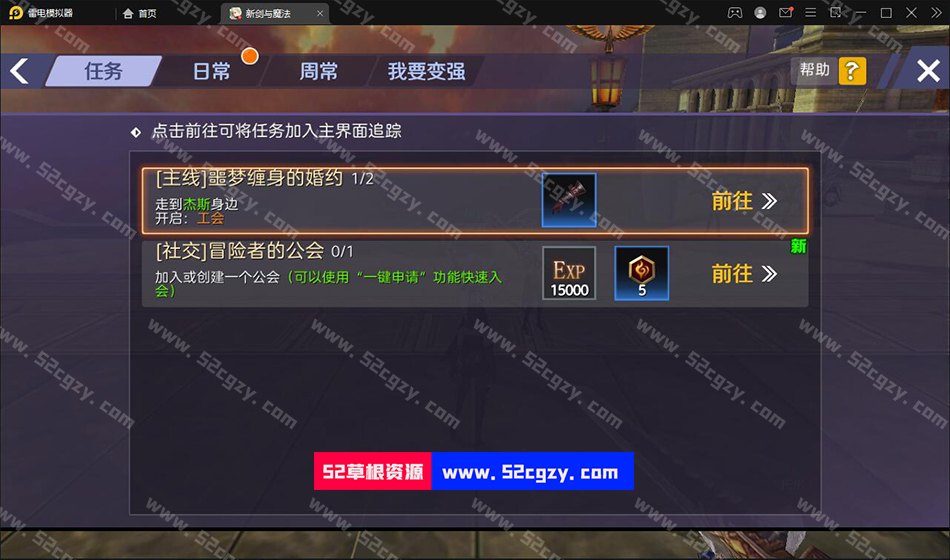 雷电模拟器
首页
新剑与魔法
任务
日常
周常
我要变强
帮助
?
点击前往可将任务加入主界面追踪
[主线]噩梦缠身的婚约 1/2
走到杰斯身边
开启：工会
前往
新
[社交]冒险者的公会 0/1
加入或创建一个公会（可以使用“一键申请”功能快速入
会）
EXP
15000
5
前往
52草根资源 www.52cgzy.com
www.52cgzy.com